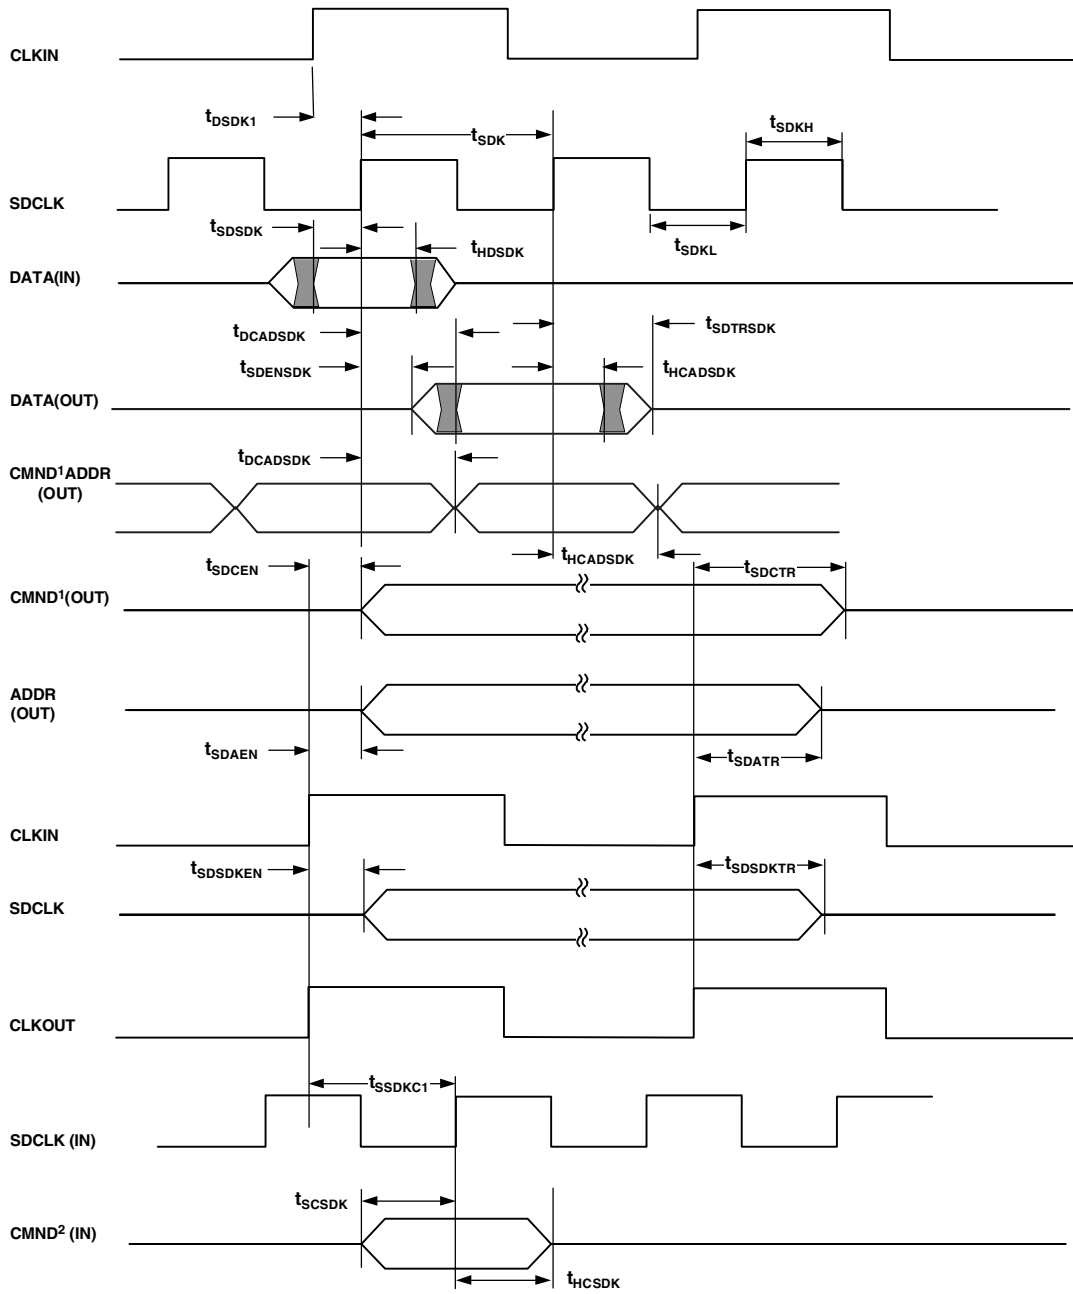 CLKIN
tDSDK1
tSDK
tSDKH
SDCLK
tSDSDK
tHDSDK
tSDKL
DATA(IN)
tDCADSDK
tSDTRSDK
tSDENSDK
tHCADSDK
DATA(OUT)
tDCADSDK
CMND¹ADDR
(OUT)
tHCADSDK
tSDCEN
tSDCTR
CMND¹(OUT)
ADDR
(OUT)
tSDAEN
tSDATR
CLKIN
tSDSDKEN
tSDSDKTR
SDCLK
CLKOUT
tSSDKC1
SDCLK (IN)
tSCSDK
CMND² (IN)
tHCSDK